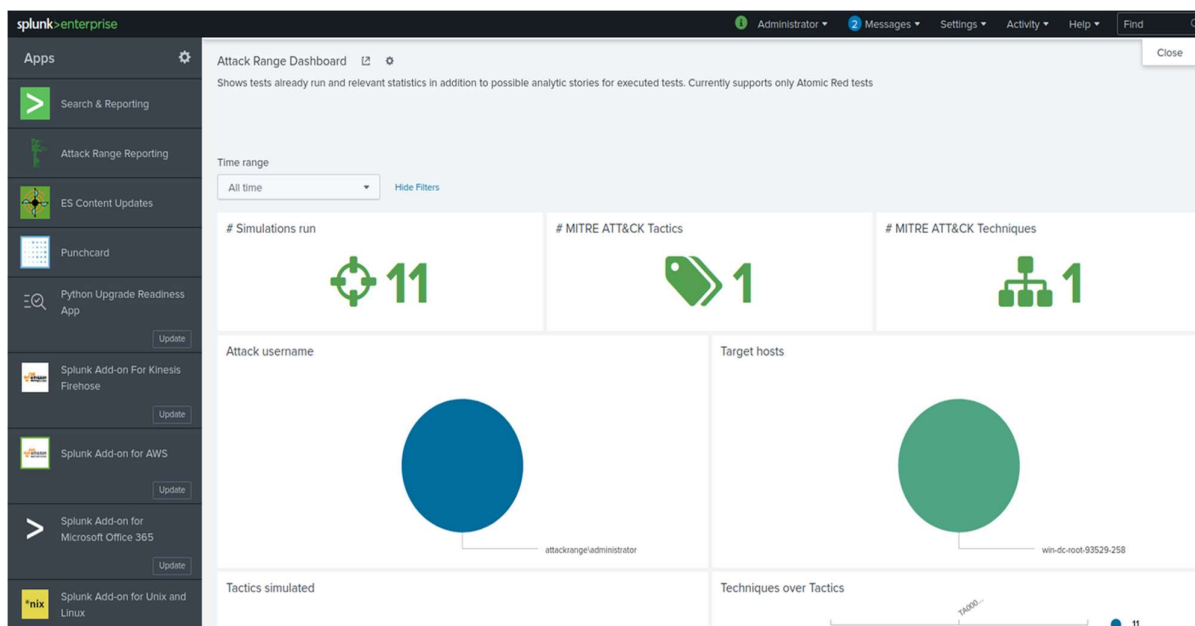 splunk>enterprise
Administrator
2 Messages
Settings
Activity
Help
Find
Close
Apps
Search & Reporting
Attack Range Reporting
ES Content Updates
Punchcard
Python Upgrade Readiness
App
Update
Splunk Add-on For Kinesis
Firehose
Update
Splunk Add-on for AWS
Update
Splunk Add-on for
Microsoft Office 365
Update
*nix
Splunk Add-on for Unix and
Linux
Attack Range Dashboard
Shows tests already run and relevant statistics in addition to possible analytic stories for executed tests. Currently supports only Atomic Red tests
Time range
All time
Hide Filters
# Simulations run
11
# MITRE ATT&CK Tactics
1
# MITRE ATT&CK Techniques
1
Attack username
attackrange\administrator
Target hosts
win-dc-root-93529-258
Tactics simulated
Techniques over Tactics
TA000...
11